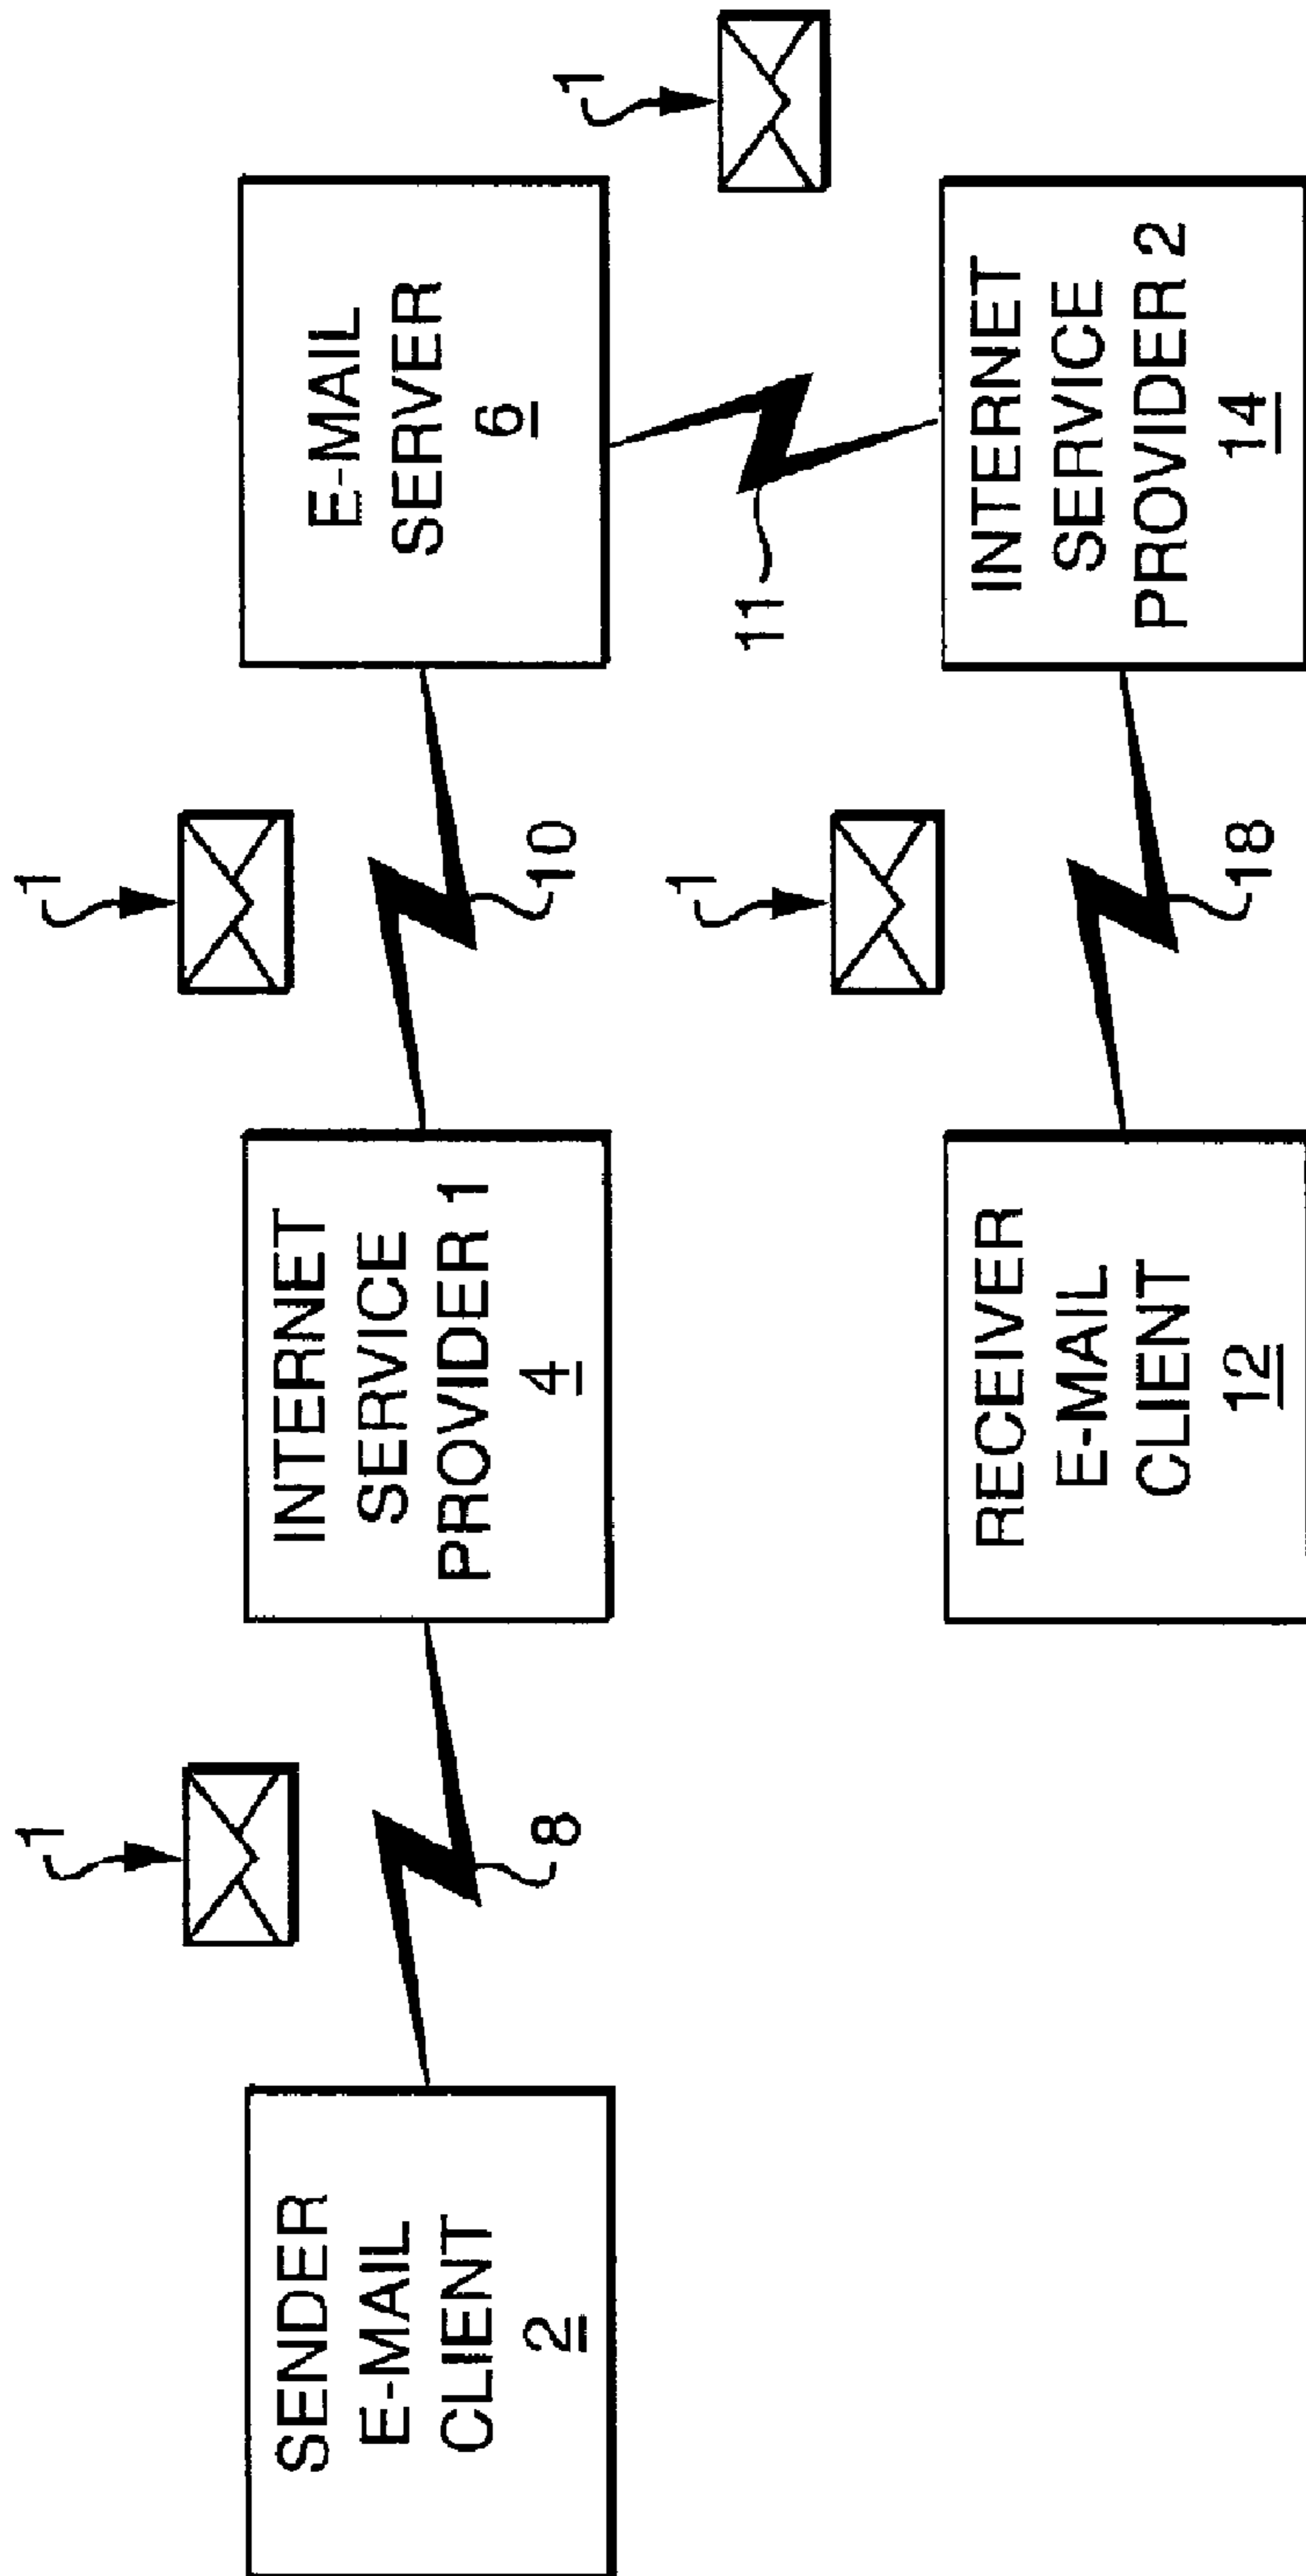 1
1
1
SENDER
E-MAIL
CLIENT
2
8
INTERNET
SERVICE
PROVIDER 1
4
10
E-MAIL
SERVER
6
11
1
1
RECEIVER
E-MAIL
CLIENT
12
18
INTERNET
SERVICE
PROVIDER 2
14